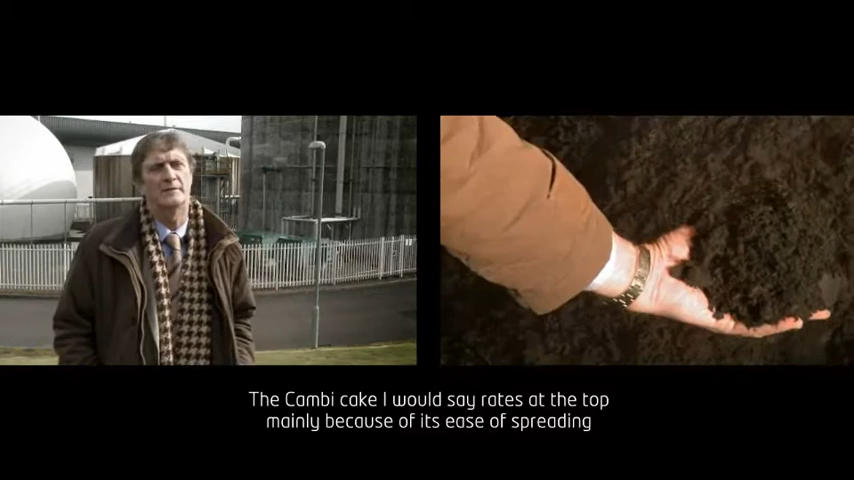 The Cambi cake I would say rates at the top
mainly because of its ease of spreading